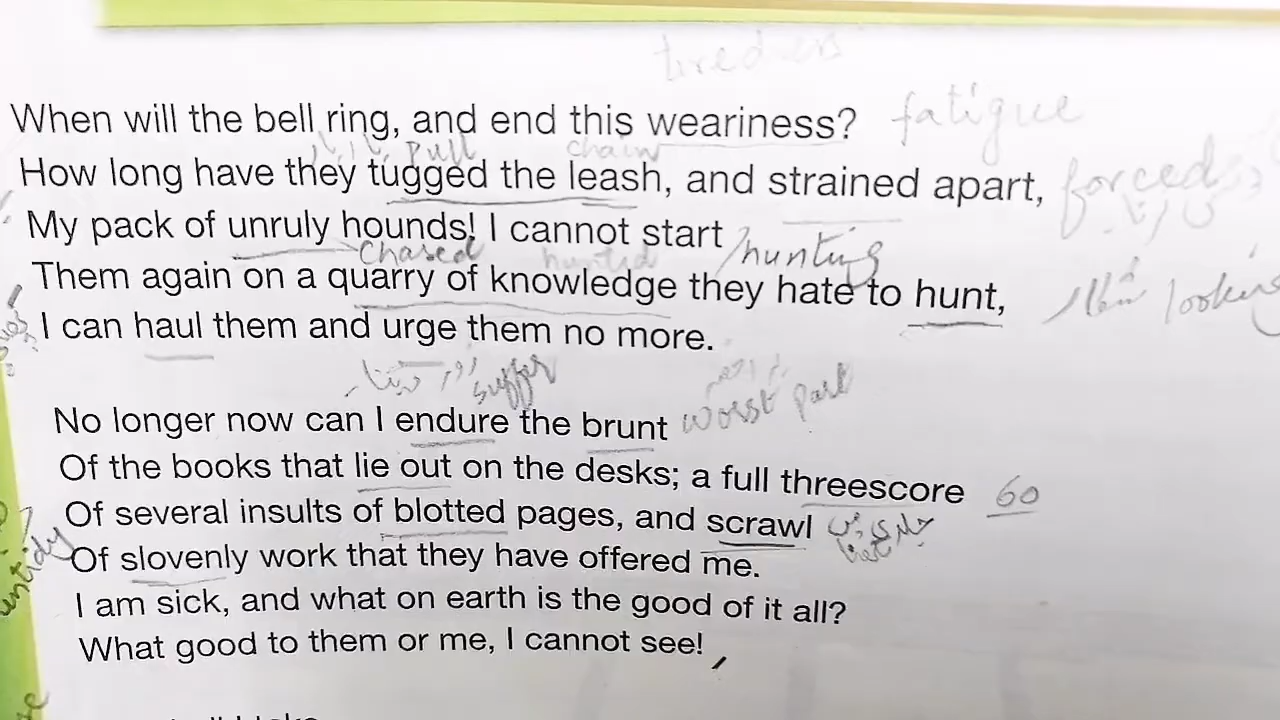 tiredness
When will the bell ring, and end this weariness? fatigue
pull chain
How long have they tugged the leash, and strained apart, forced
My pack of unruly hounds! I cannot start hunting
Chased hunted
Them again on a quarry of knowledge they hate to hunt, looking
I can haul them and urge them no more.
suffer
No longer now can I endure the brunt worst part
Of the books that lie out on the desks; a full threescore 60
Of several insults of blotted pages, and scrawl
Of slovenly work that they have offered me.
untidy
I am sick, and what on earth is the good of it all?
What good to them or me, I cannot see!